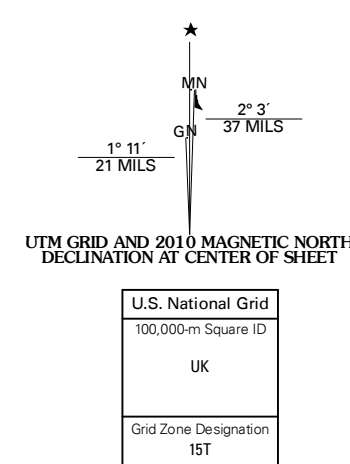 ★
MN
GN
2° 3´
37 MILS
1° 11´
21 MILS
UTM GRID AND 2010 MAGNETIC NORTH
DECLINATION AT CENTER OF SHEET
U.S. National Grid
100,000-m Square ID
UK
Grid Zone Designation
15T